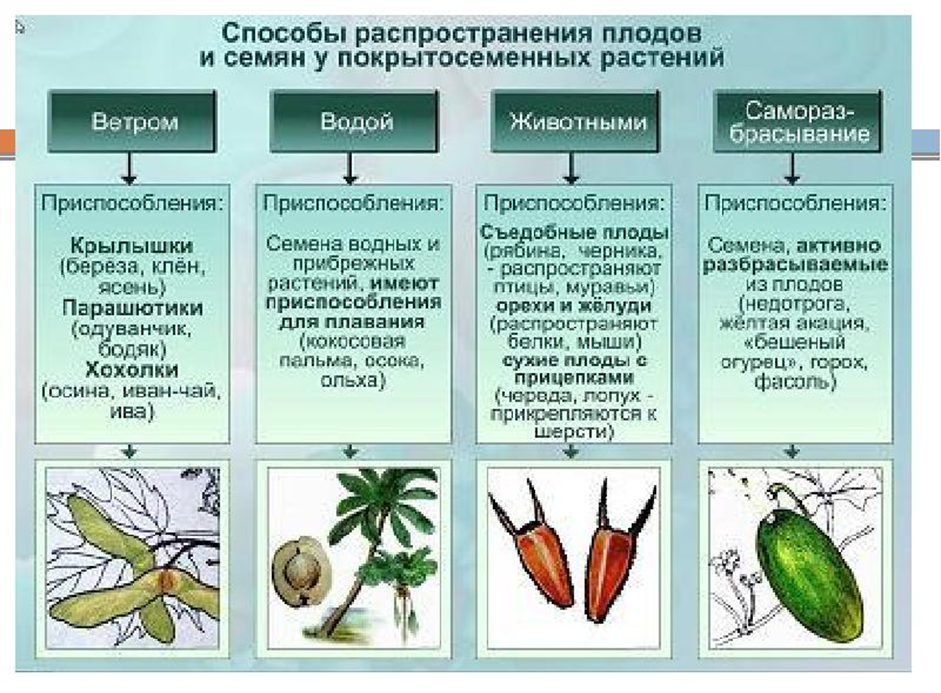 Способы распространения плодов
и семян у покрытосеменных растений
Ветром
Приспособления:
Крылышки
(берёза, клён,
ясень)
Парашютики
(одуванчик,
бодяк)
Хохолки
(осина, иван-чай,
ива)
Водой
Приспособления:
Семена водных и
прибрежных
растений, имеют
приспособления
для плавания
(кокосовая
пальма, осока,
ольха)
Животными
Приспособления:
Съедобные плоды
(рябина, черника,
- распространяют
птицы, муравьи)
орехи и жёлуди
(распространяют
белки, мыши)
сухие плоды с
прицепками
(череда, лопух -
прикрепляются к
шерсти)
Самораз-
брасывание
Приспособления:
Семена, активно
разбрасываемые
из плодов
(недотрога,
жёлтая акация,
«бешеный
огурец», горох,
фасоль)